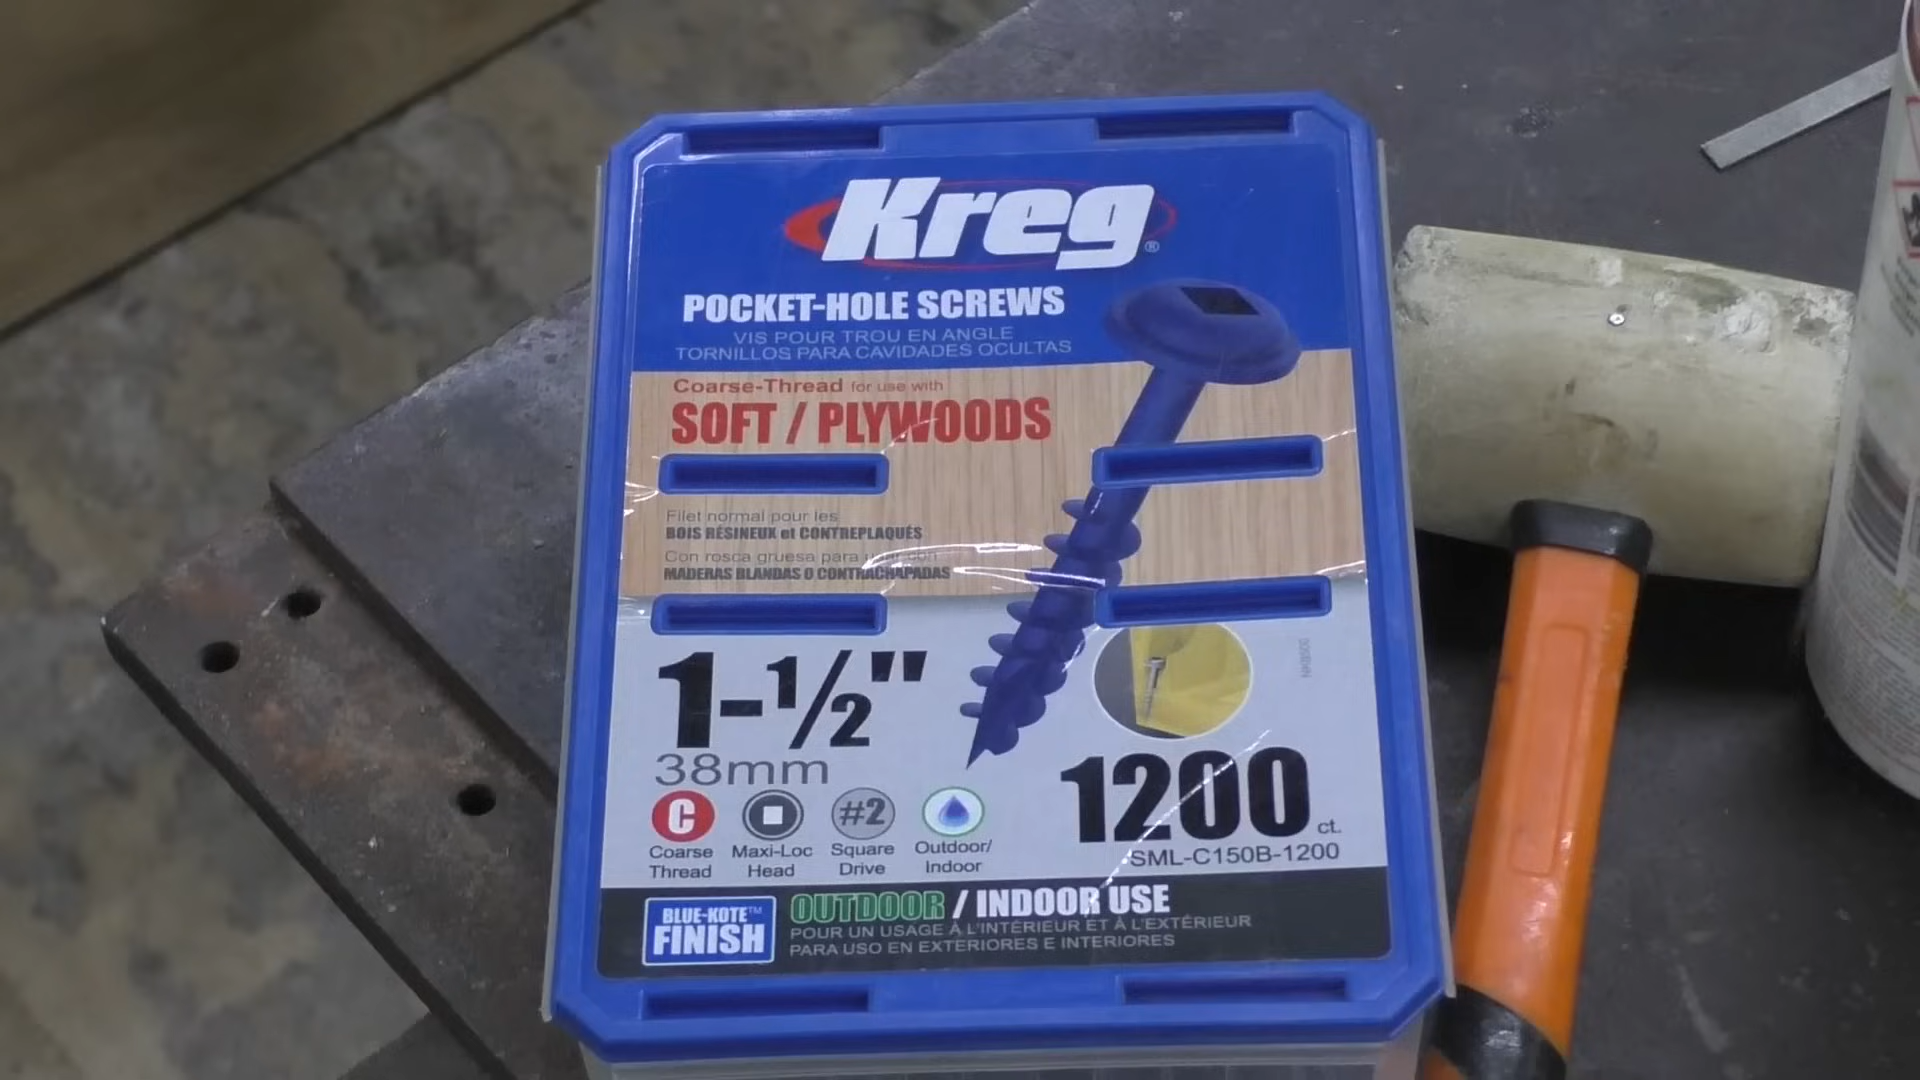 Kreg®
POCKET-HOLE SCREWS
VIS POUR TROU EN ANGLE
TORNILLOS PARA CAVIDADES OCULTAS
Coarse-Thread for use with
SOFT / PLYWOODS
Filet normal pour les
BOIS RÉSINEUX et CONTREPLAQUÉS
Con rosca gruesa para
MADERAS BLANDAS O CONTRACHAPADAS
1-½"
38mm
1200 ct.
SML-C150B-1200
C
Coarse Thread
Maxi-Loc Head
#2
Square Drive
Outdoor/ Indoor
BLUE-KOTE™
FINISH
OUTDOOR / INDOOR USE
POUR UN USAGE À L'INTÉRIEUR ET À L'EXTÉRIEUR
PARA USO EN EXTERIORES E INTERIORES